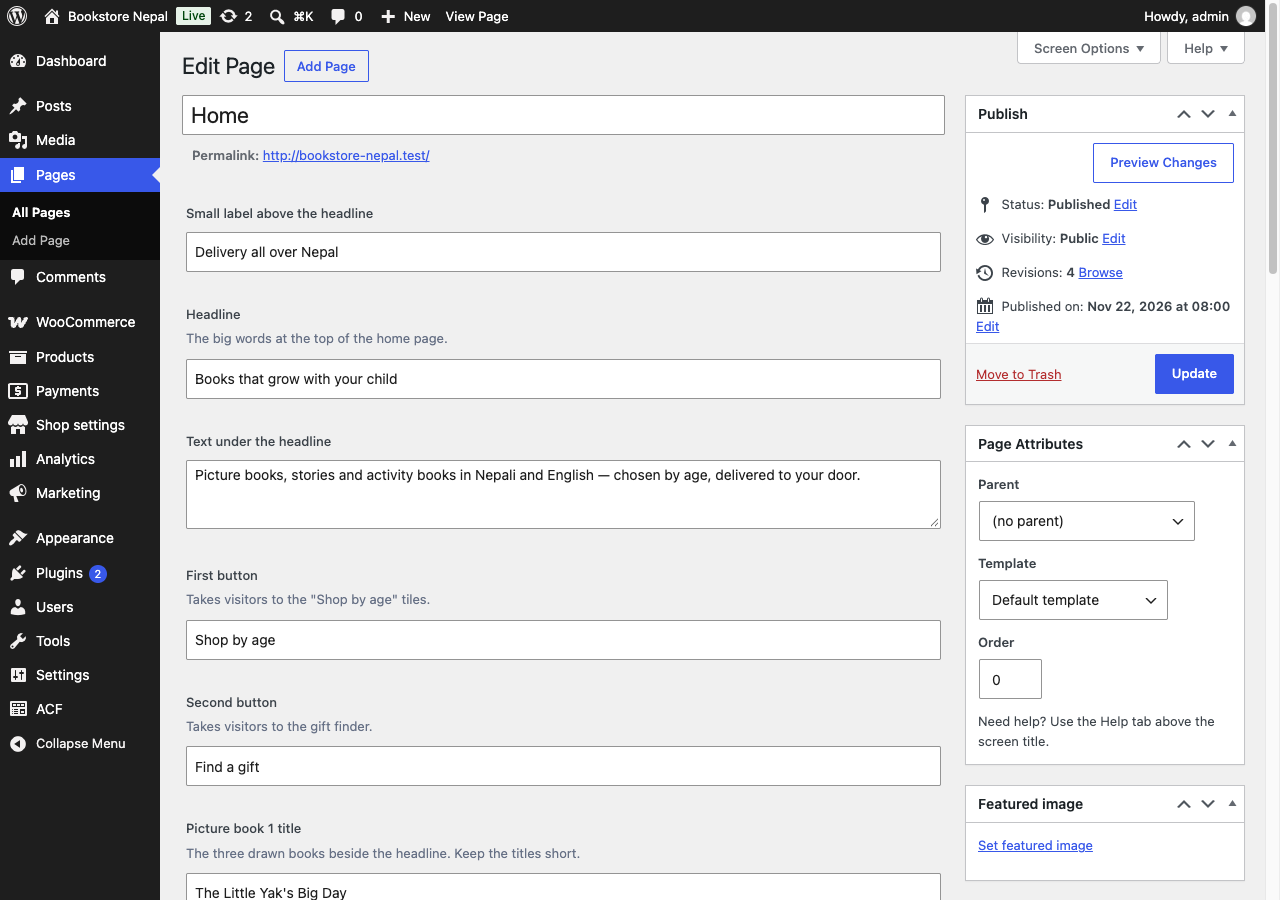 Bookstore Nepal Live 2 ⌘K 0 New View Page Howdy, admin
Screen Options Help
Dashboard
Posts
Media
Pages
All Pages
Add Page
Comments
WooCommerce
Products
Payments
Shop settings
Analytics
Marketing
Appearance
Plugins 2
Users
Tools
Settings
ACF
Collapse Menu
Edit Page Add Page
Home
Permalink: http://bookstore-nepal.test/
Small label above the headline
Delivery all over Nepal
Headline
The big words at the top of the home page.
Books that grow with your child
Text under the headline
Picture books, stories and activity books in Nepali and English — chosen by age, delivered to your door.
First button
Takes visitors to the "Shop by age" tiles.
Shop by age
Second button
Takes visitors to the gift finder.
Find a gift
Picture book 1 title
The three drawn books beside the headline. Keep the titles short.
The Little Yak's Big Day
Publish
Preview Changes
Status: Published Edit
Visibility: Public Edit
Revisions: 4 Browse
Published on: Nov 22, 2026 at 08:00
Edit
Move to Trash Update
Page Attributes
Parent
(no parent)
Template
Default template
Order
0
Need help? Use the Help tab above the
screen title.
Featured image
Set featured image